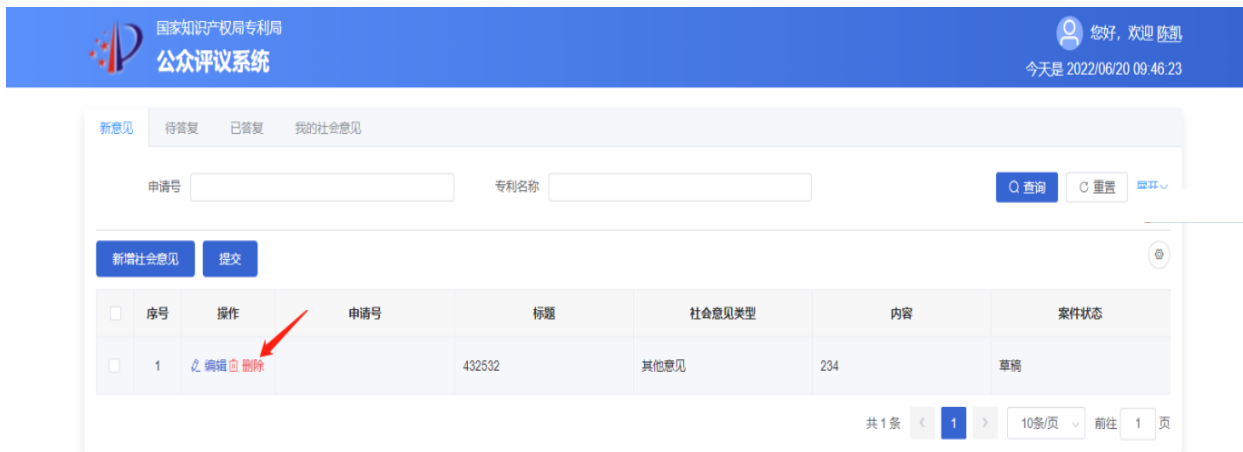 国家知识产权局专利局
公众评议系统
您好，欢迎 陈凯
今天是 2022/06/20 09:46:23
新意见 待答复 已答复 我的社会意见
申请号 专利名称 查询 重置 展开
新增社会意见 提交
序号 操作 申请号 标题 社会意见类型 内容 案件状态
1 编辑 删除 432532 其他意见 234 草稿
共 1 条 < 1 > 10条/页 前往 1 页